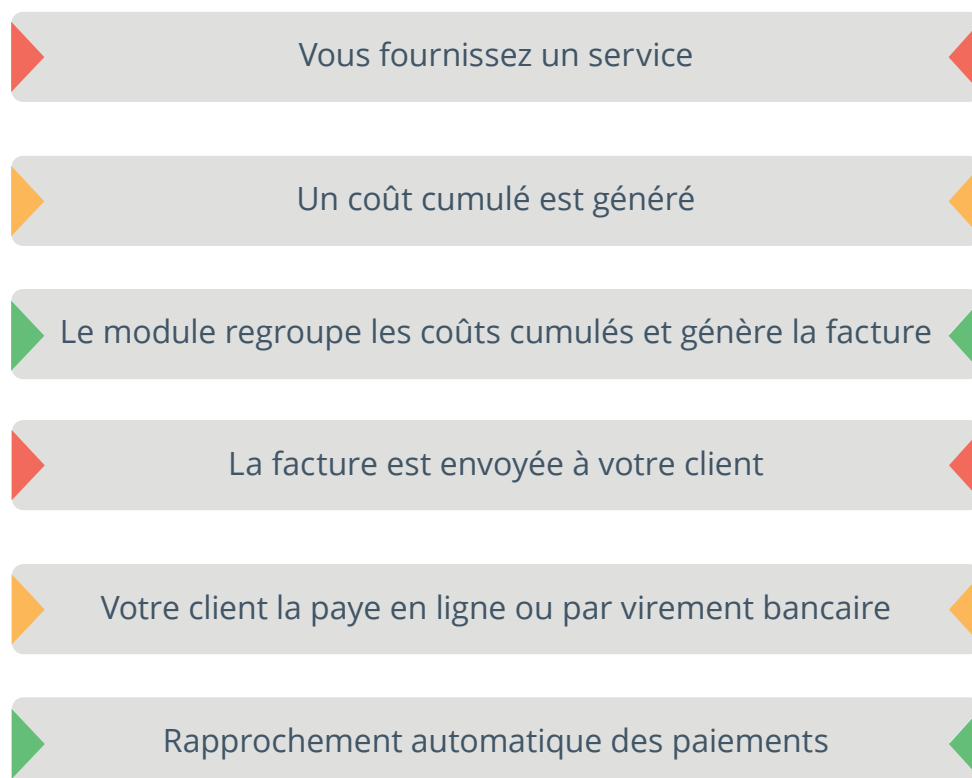 Vous fournissez un service
Un coût cumulé est généré
Le module regroupe les coûts cumulés et génère la facture
La facture est envoyée à votre client
Votre client la paye en ligne ou par virement bancaire
Rapprochement automatique des paiements